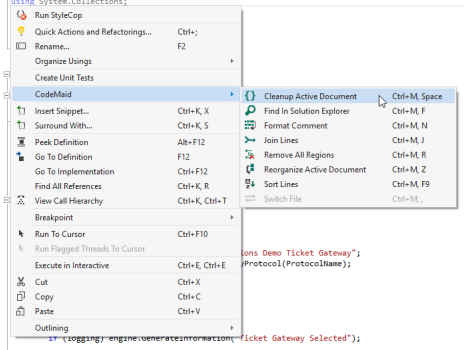 using System.Collections;
Run StyleCop
Quick Actions and Refactorings... Ctrl+;
Rename... F2
Organize Usings
Create Unit Tests
CodeMaid
Insert Snippet... Ctrl+K, X
Surround With... Ctrl+K, S
Peek Definition Alt+F12
Go To Definition F12
Go To Implementation Ctrl+F12
Find All References Ctrl+K, R
View Call Hierarchy Ctrl+K, Ctrl+T
Breakpoint
Run To Cursor Ctrl+F10
Run Flagged Threads To Cursor
Execute in Interactive Ctrl+E, Ctrl+E
Cut Ctrl+X
Copy Ctrl+C
Paste Ctrl+V
Outlining
Cleanup Active Document Ctrl+M, Space
Find In Solution Explorer Ctrl+M, F
Format Comment Ctrl+M, N
Join Lines Ctrl+M, J
Remove All Regions Ctrl+M, R
Reorganize Active Document Ctrl+M, Z
Sort Lines Ctrl+M, F9
Switch File Ctrl+M, ,
ions Demo Ticket Gateway";
yProtocol(ProtocolName);
if (logging) engine.GenerateInformation("Ticket Gateway Selected");